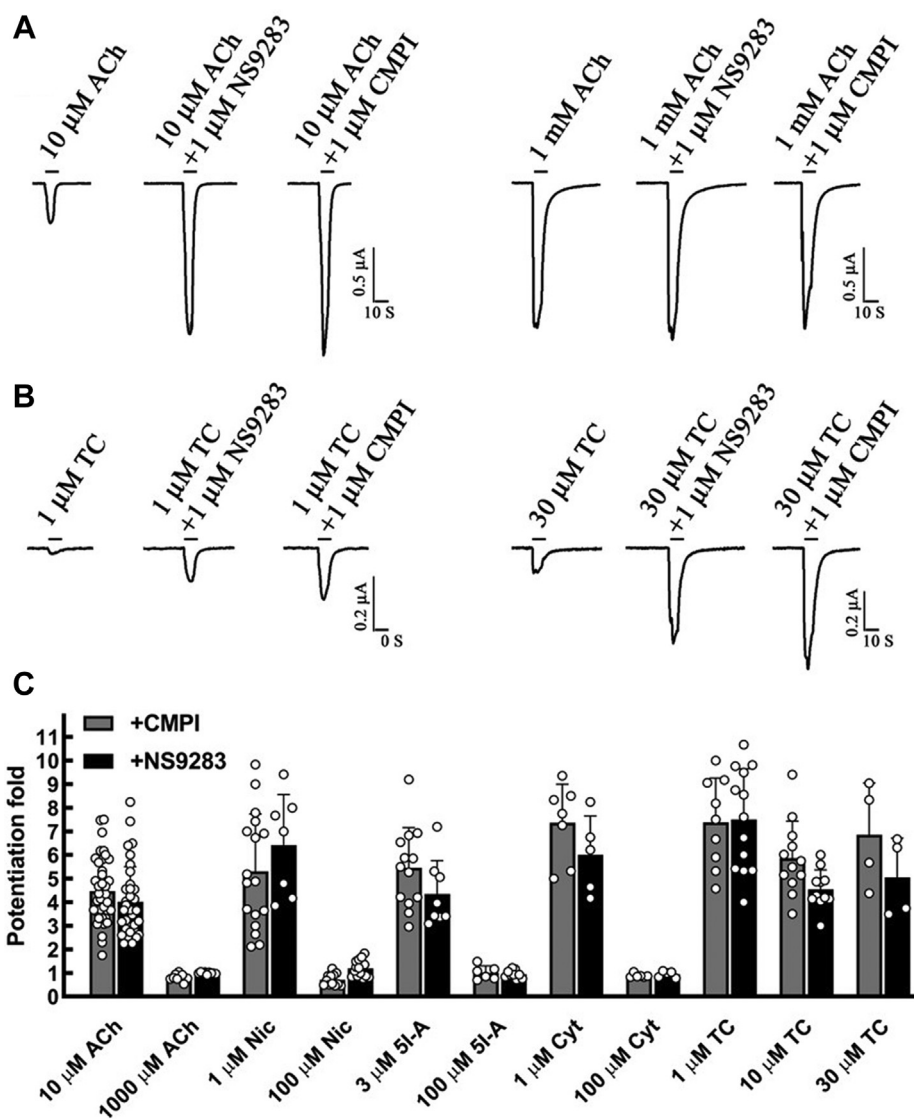 A
10 µM ACh
10 µM ACh
+1 µM NS9283
10 µM ACh
+1 µM CMPI
1 mM ACh
1 mM ACh
+1 µM NS9283
1 mM ACh
+1 µM CMPI
0.5 µA
10 S
0.5 µA
10 S
B
1 µM TC
1 µM TC
+1 µM NS9283
1 µM TC
+1 µM CMPI
30 µM TC
30 µM TC
+1 µM NS9283
30 µM TC
+1 µM CMPI
0.2 µA
0 S
0.2 µA
10 S
C
+CMPI
+NS9283
Potentiation fold
11
10
9
8
7
6
5
4
3
2
1
0
10 µM ACh
1000 µM ACh
1 µM Nic
100 µM Nic
3 µM 5I-A
100 µM 5I-A
1 µM Cyt
100 µM Cyt
1 µM TC
10 µM TC
30 µM TC